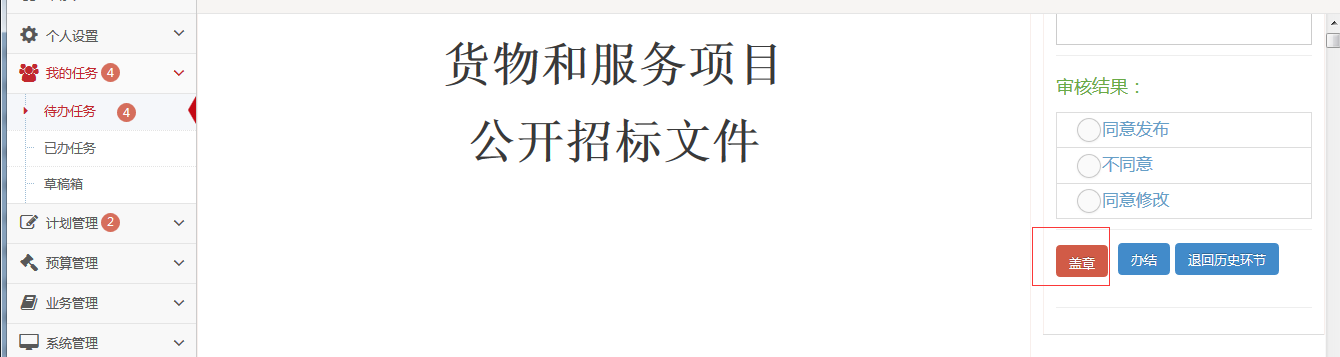 个人设置
我的任务 4
待办任务 4
已办任务
草稿箱
计划管理 2
预算管理
业务管理
系统管理
货物和服务项目
公开招标文件
审核结果：
同意发布
不同意
同意修改
盖章 办结 退回历史环节